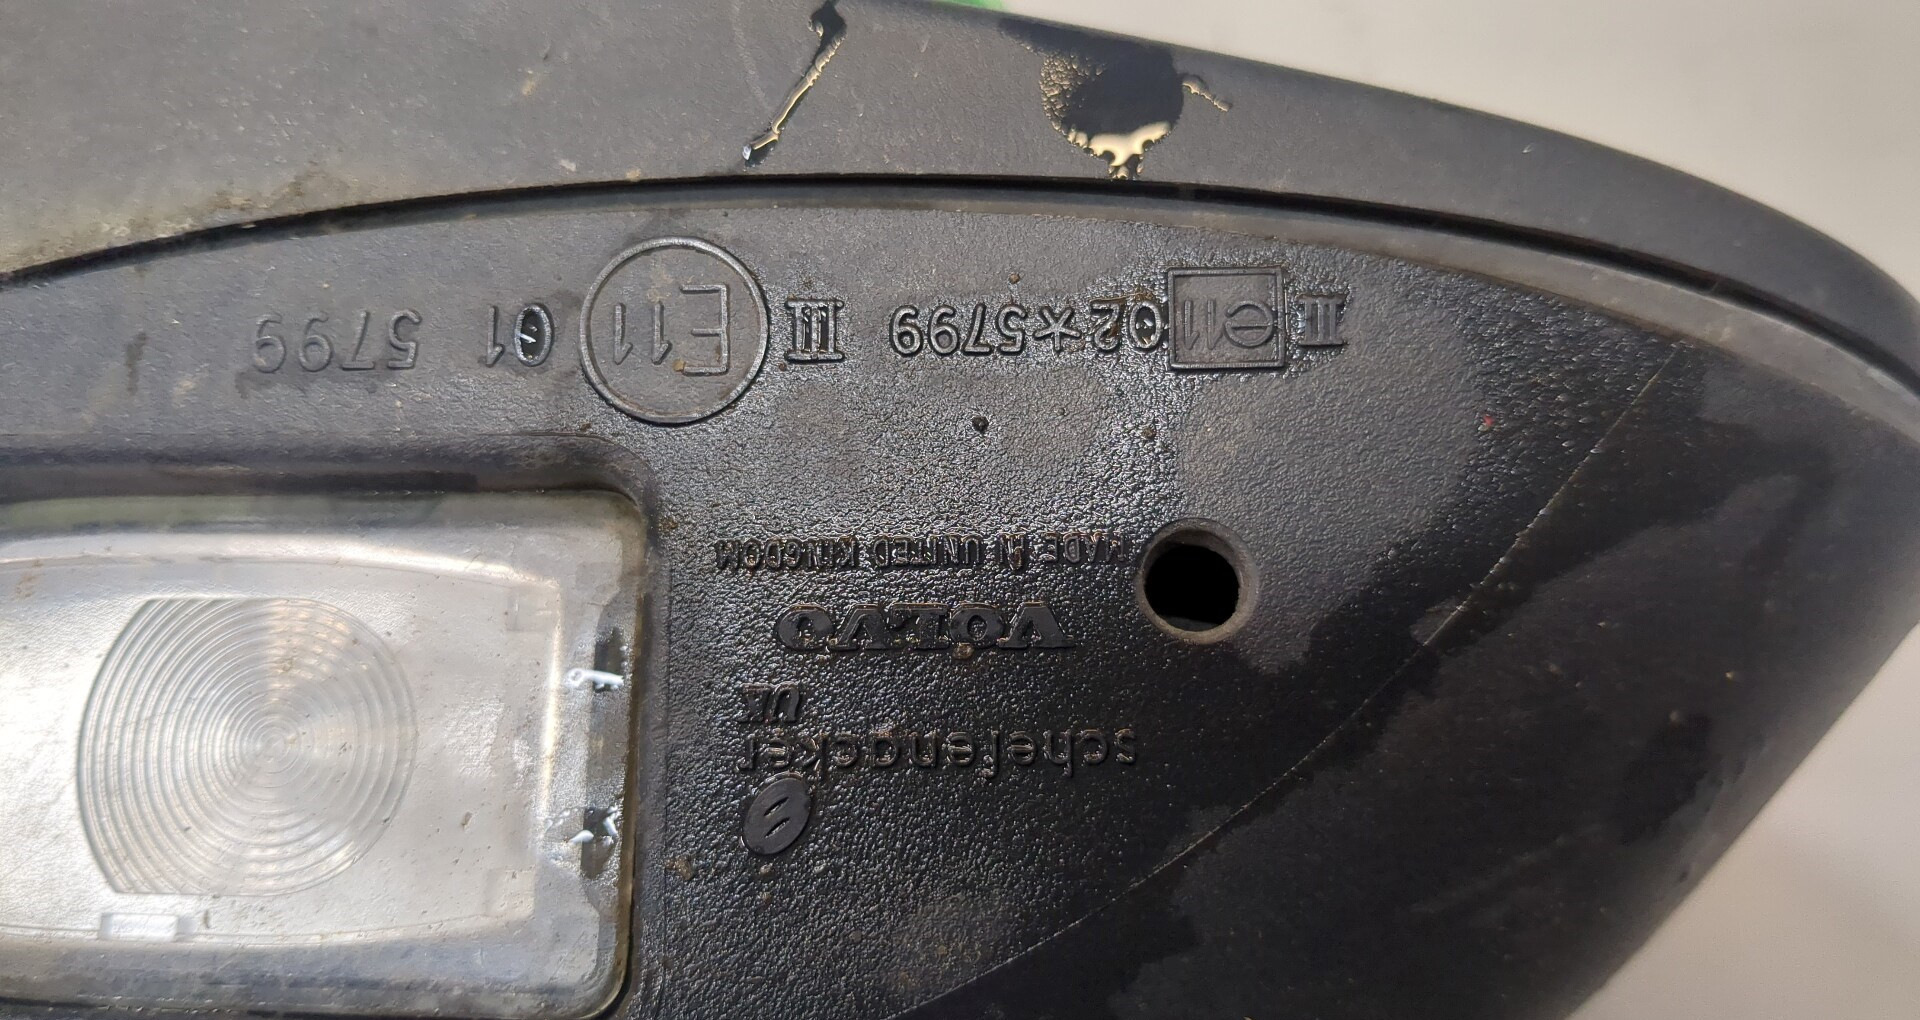 schefenacker
UK
VOLVO
MADE IN UNITED KINGDOM
III e11 02*5799 III E11 01 5799